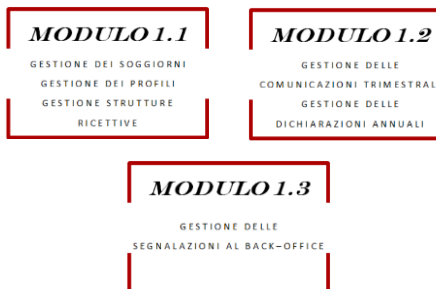 MODULO 1.1
GESTIONE DEI SOGGIORNI
GESTIONE DEI PROFILI
GESTIONE STRUTTURE
RICETTIVE
MODULO 1.2
GESTIONE DELLE
COMUNICAZIONI TRIMESTRAL
GESTIONE DELLE
DICHIARAZIONI ANNUALI
MODULO 1.3
GESTIONE DELLE
SEGNALAZIONI AL BACK–OFFICE